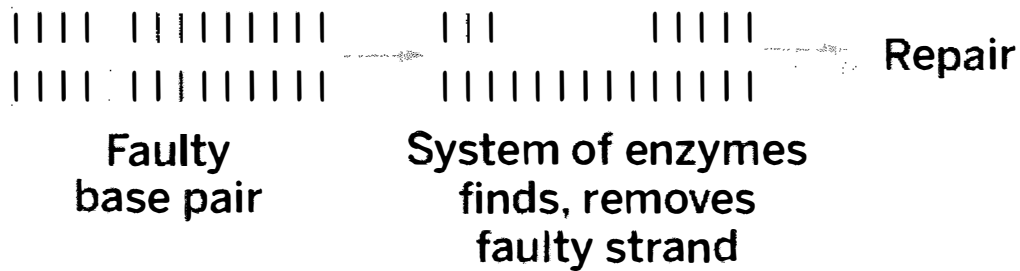 Faulty
base pair
System of enzymes
finds, removes
faulty strand
Repair